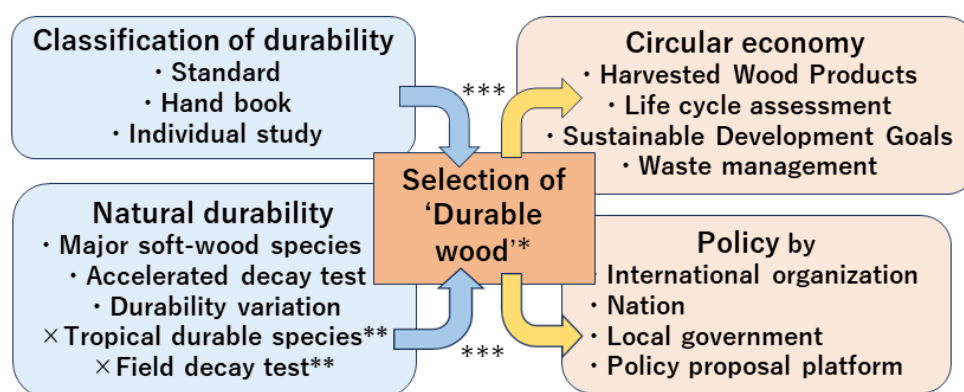 Classification of durability
・Standard
・Hand book
・Individual study
Circular economy
・Harvested Wood Products
・Life cycle assessment
・Sustainable Development Goals
・Waste management
***
Selection of
‘Durable
wood’*
Natural durability
・Major soft-wood species
・Accelerated decay test
・Durability variation
×Tropical durable species**
×Field decay test**
***
Policy by
・International organization
・Nation
・Local government
・Policy proposal platform